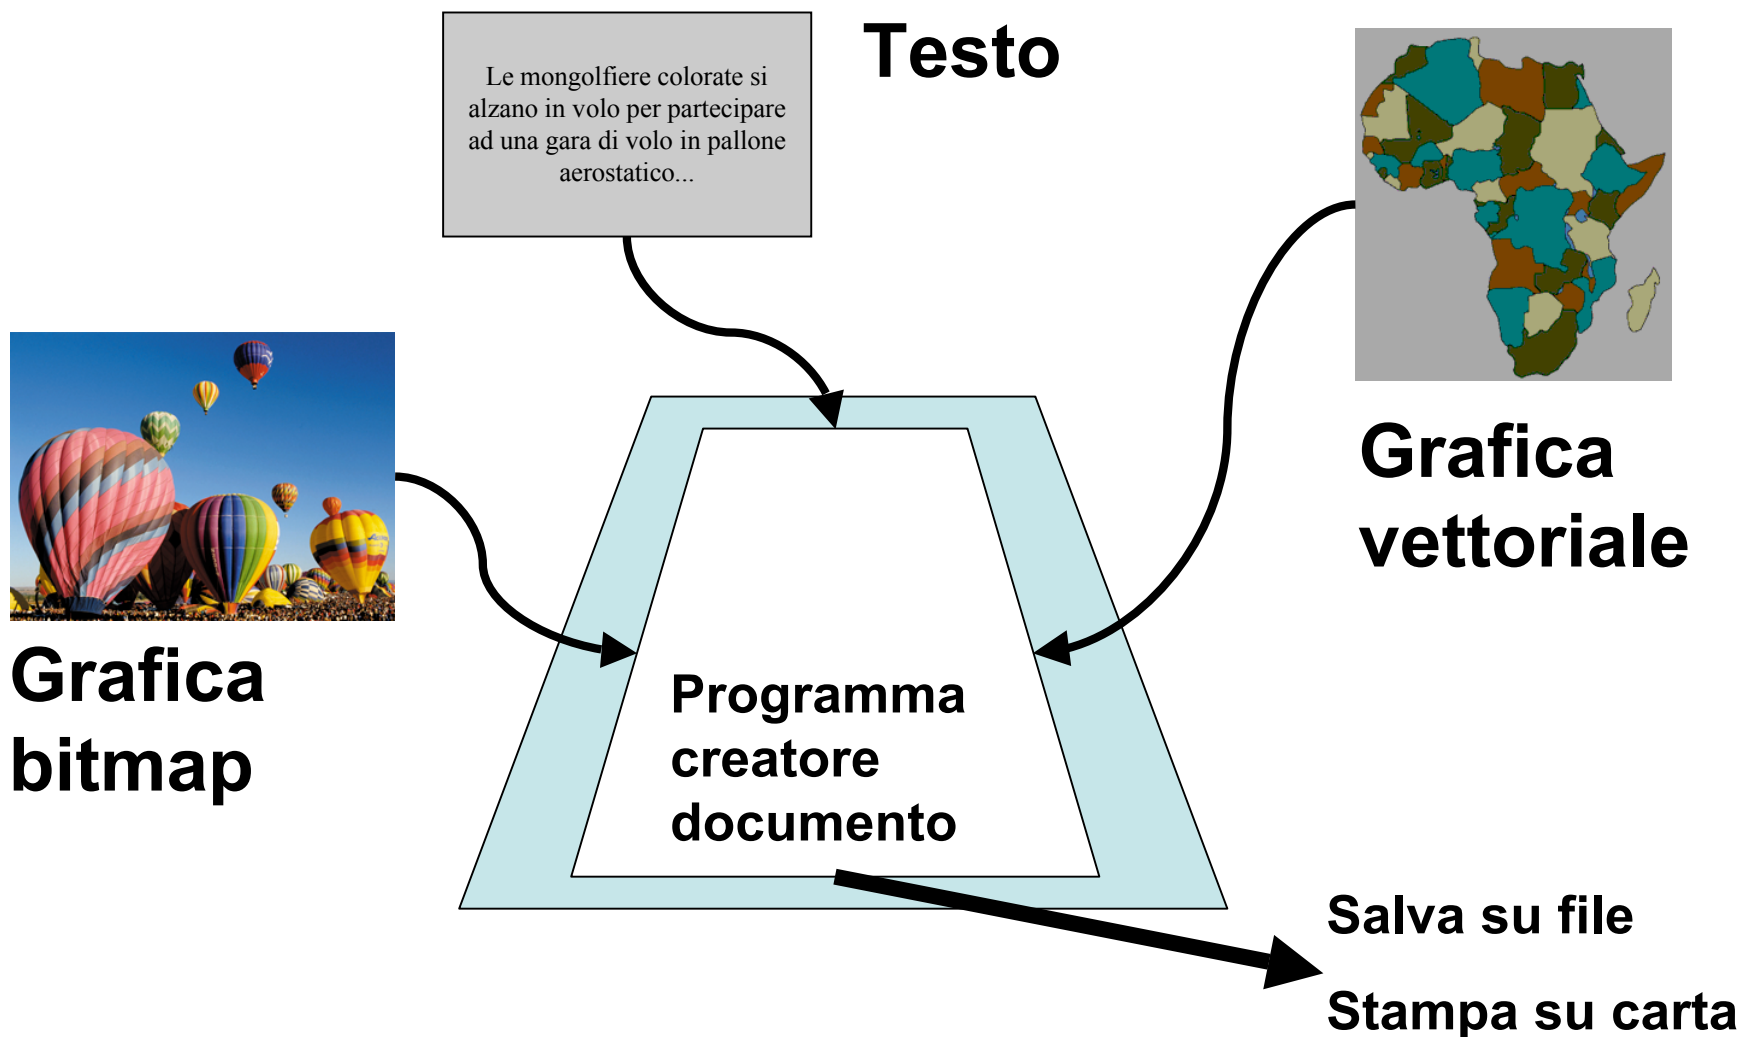 Testo
Le mongolfiere colorate si
alzano in volo per partecipare
ad una gara di volo in pallone
aerostatico...
Grafica
vettoriale
Grafica
bitmap
Programma
creatore
documento
Salva su file
Stampa su carta